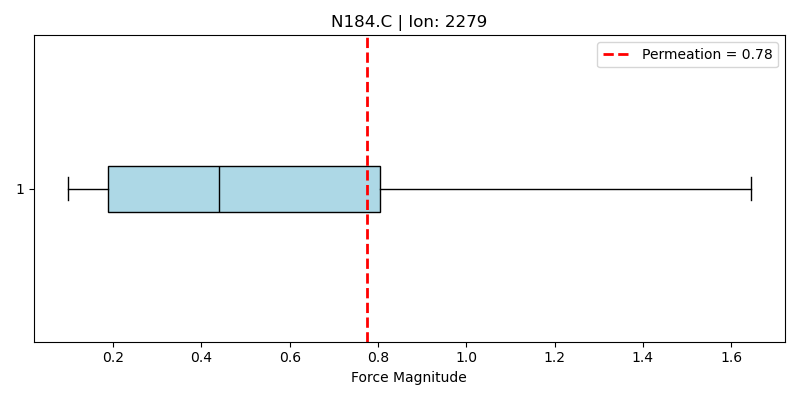 N184.C | Ion: 2279
Permeation = 0.78
1
0.2 0.4 0.6 0.8 1.0 1.2 1.4 1.6
Force Magnitude